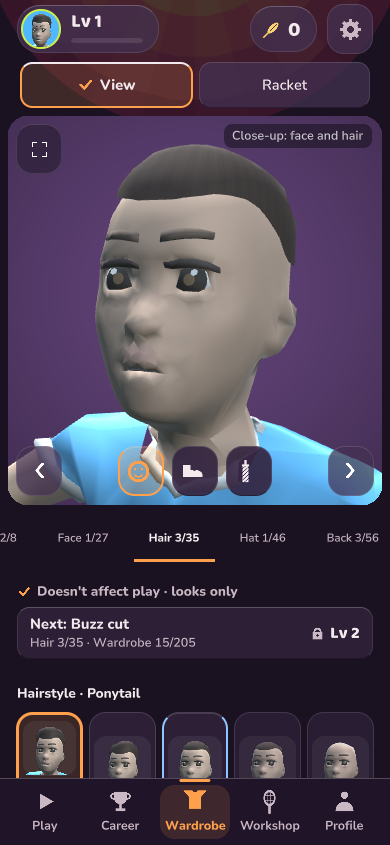 Lv 1
0
View
Racket
Close-up: face and hair
2/8
Face 1/27
Hair 3/35
Hat 1/46
Back 3/56
Doesn't affect play · looks only
Next: Buzz cut
Hair 3/35 · Wardrobe 15/205
Lv 2
Hairstyle · Ponytail
Play
Career
Wardrobe
Workshop
Profile